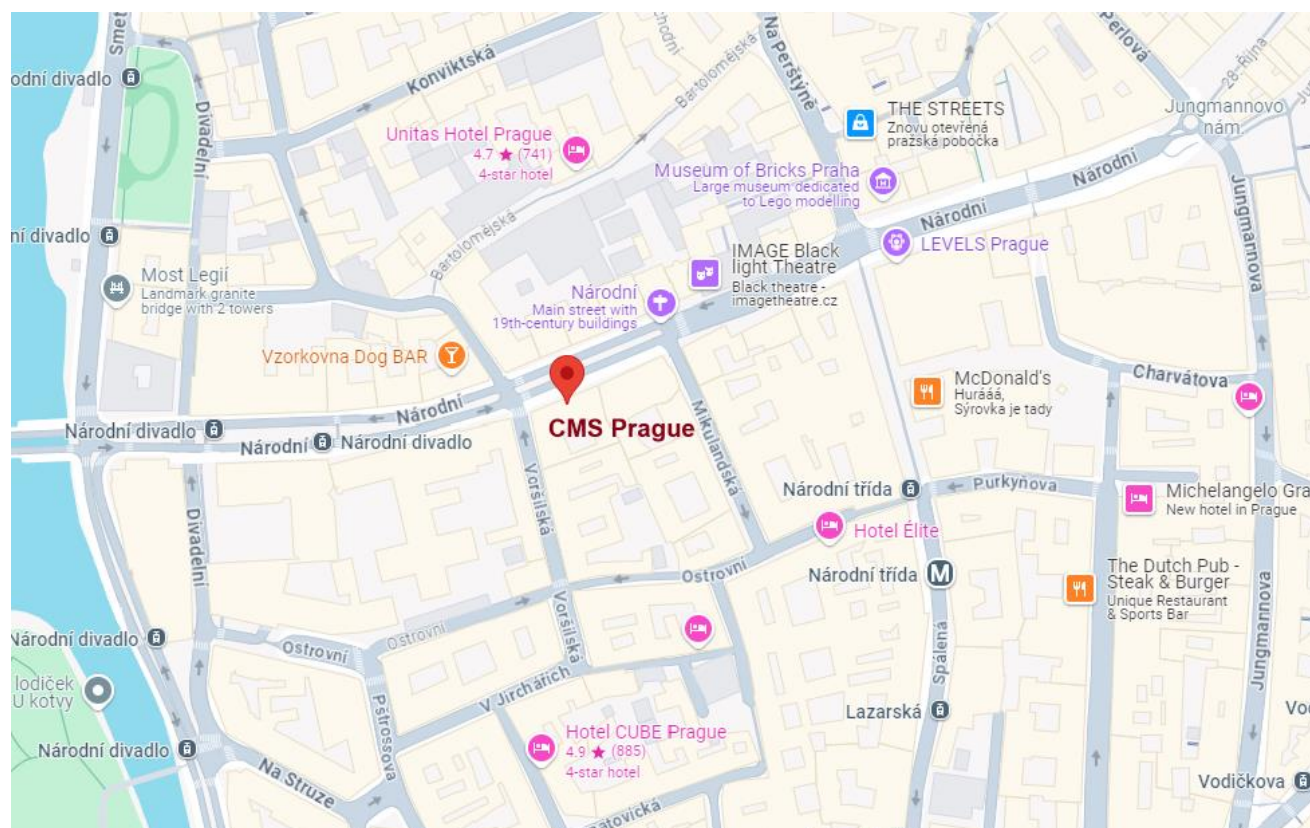 Smet
Národní divadlo
odní divadlo
Divadelní
Konviktská
chodní
Bartolomějská
Na Perštýně
Perlová
28. Října
Jungmannovo
nám.
THE STREETS
Znovu otevřená
pražská pobočka
Unitas Hotel Prague
4.7 ★ (741)
4-star hotel
Museum of Bricks Praha
Large museum dedicated
to Lego modelling
Národní
Národní
Jungmannova
ní divadlo
Bartolomějská
LEVELS Prague
IMAGE Black
light Theatre
Black theatre -
imagetheatre.cz
Most Legií
Landmark granite
bridge with 2 towers
Národní
Main street with
19th-century buildings
Vzorkovna Dog BAR
McDonald's
Hurááá,
Sýrovka je tady
Charvátova
Národní
CMS Prague
Mikulandská
Národní divadlo
Národní
Národní divadlo
Voršilská
Národní třída
Purkyňova
Michelangelo Gra
New hotel in Prague
Divadelní
Hotel Élite
Ostrovní
Národní třída
M
The Dutch Pub -
Steak & Burger
Unique Restaurant
& Sports Bar
Jungmannova
Voršilská
Ostrovní
Národní divadlo
Ostrovní
Spálená
lodiček
U kotvy
V Jirchářích
Pštrossova
Lazarská
Vo
Hotel CUBE Prague
4.9 ★ (885)
4-star hotel
Národní divadlo
Na Struze
Vodičkova
atovická